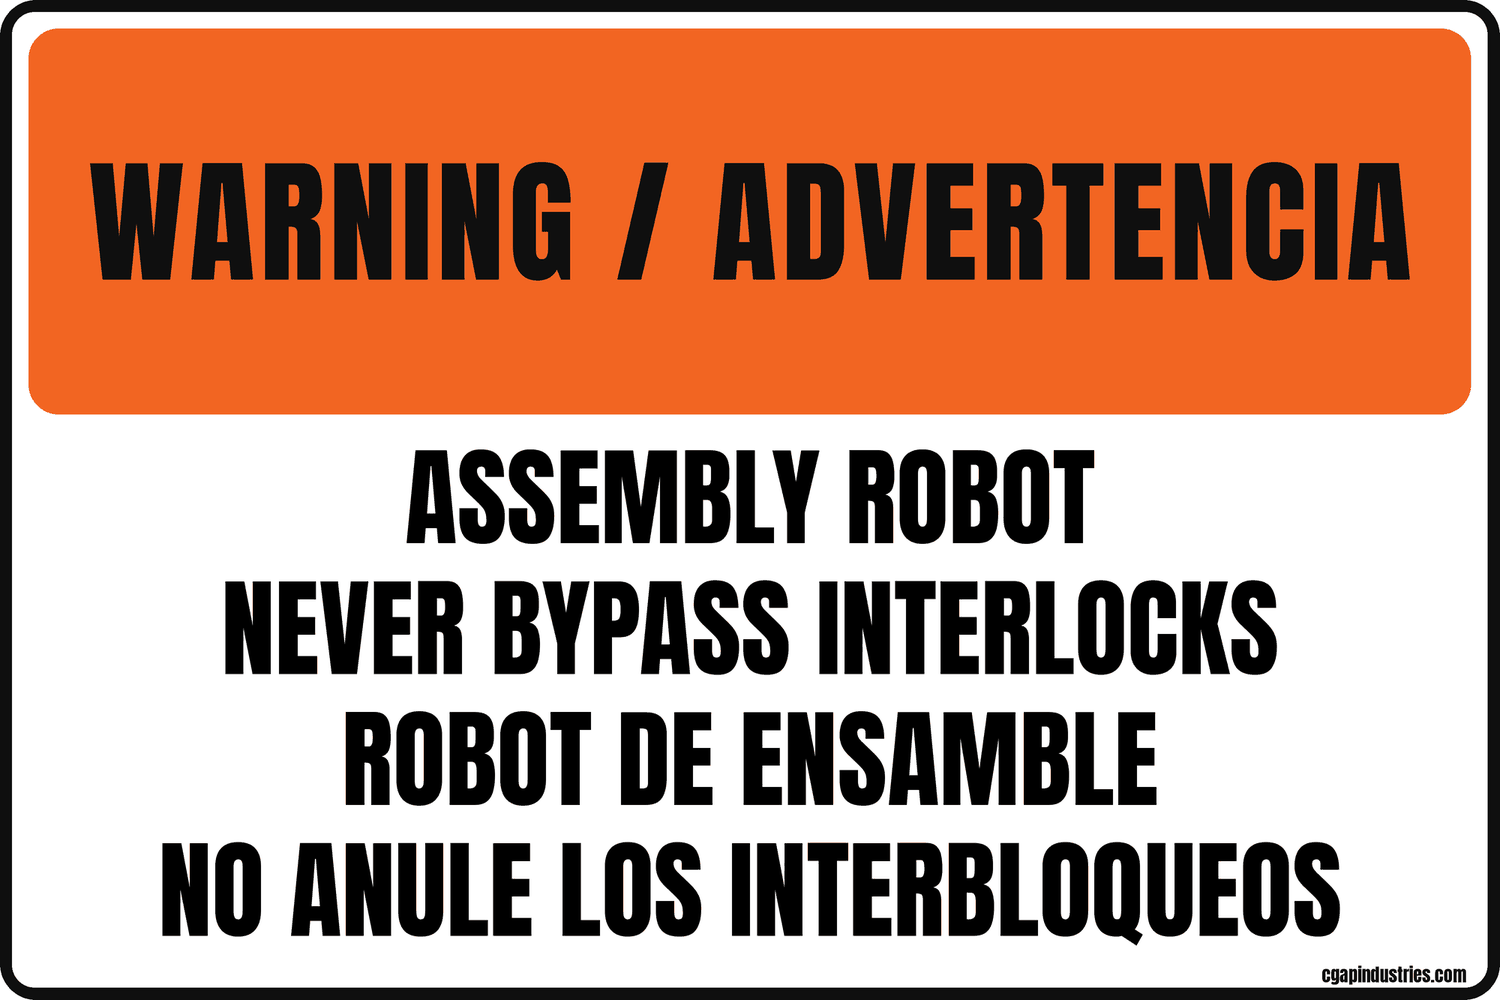 WARNING / ADVERTENCIA
ASSEMBLY ROBOT
NEVER BYPASS INTERLOCKS
ROBOT DE ENSAMBLE
NO ANULE LOS INTERBLOQUEOS
cgapindustries.com